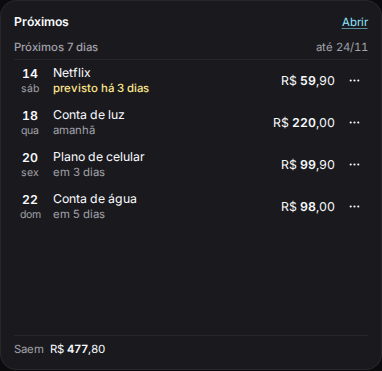 Próximos Abrir
Próximos 7 dias até 24/11
14 Netflix R$ 59,90 ...
sáb previsto há 3 dias
18 Conta de luz R$ 220,00 ...
qua amanhã
20 Plano de celular R$ 99,90 ...
sex em 3 dias
22 Conta de água R$ 98,00 ...
dom em 5 dias
Saem R$ 477,80